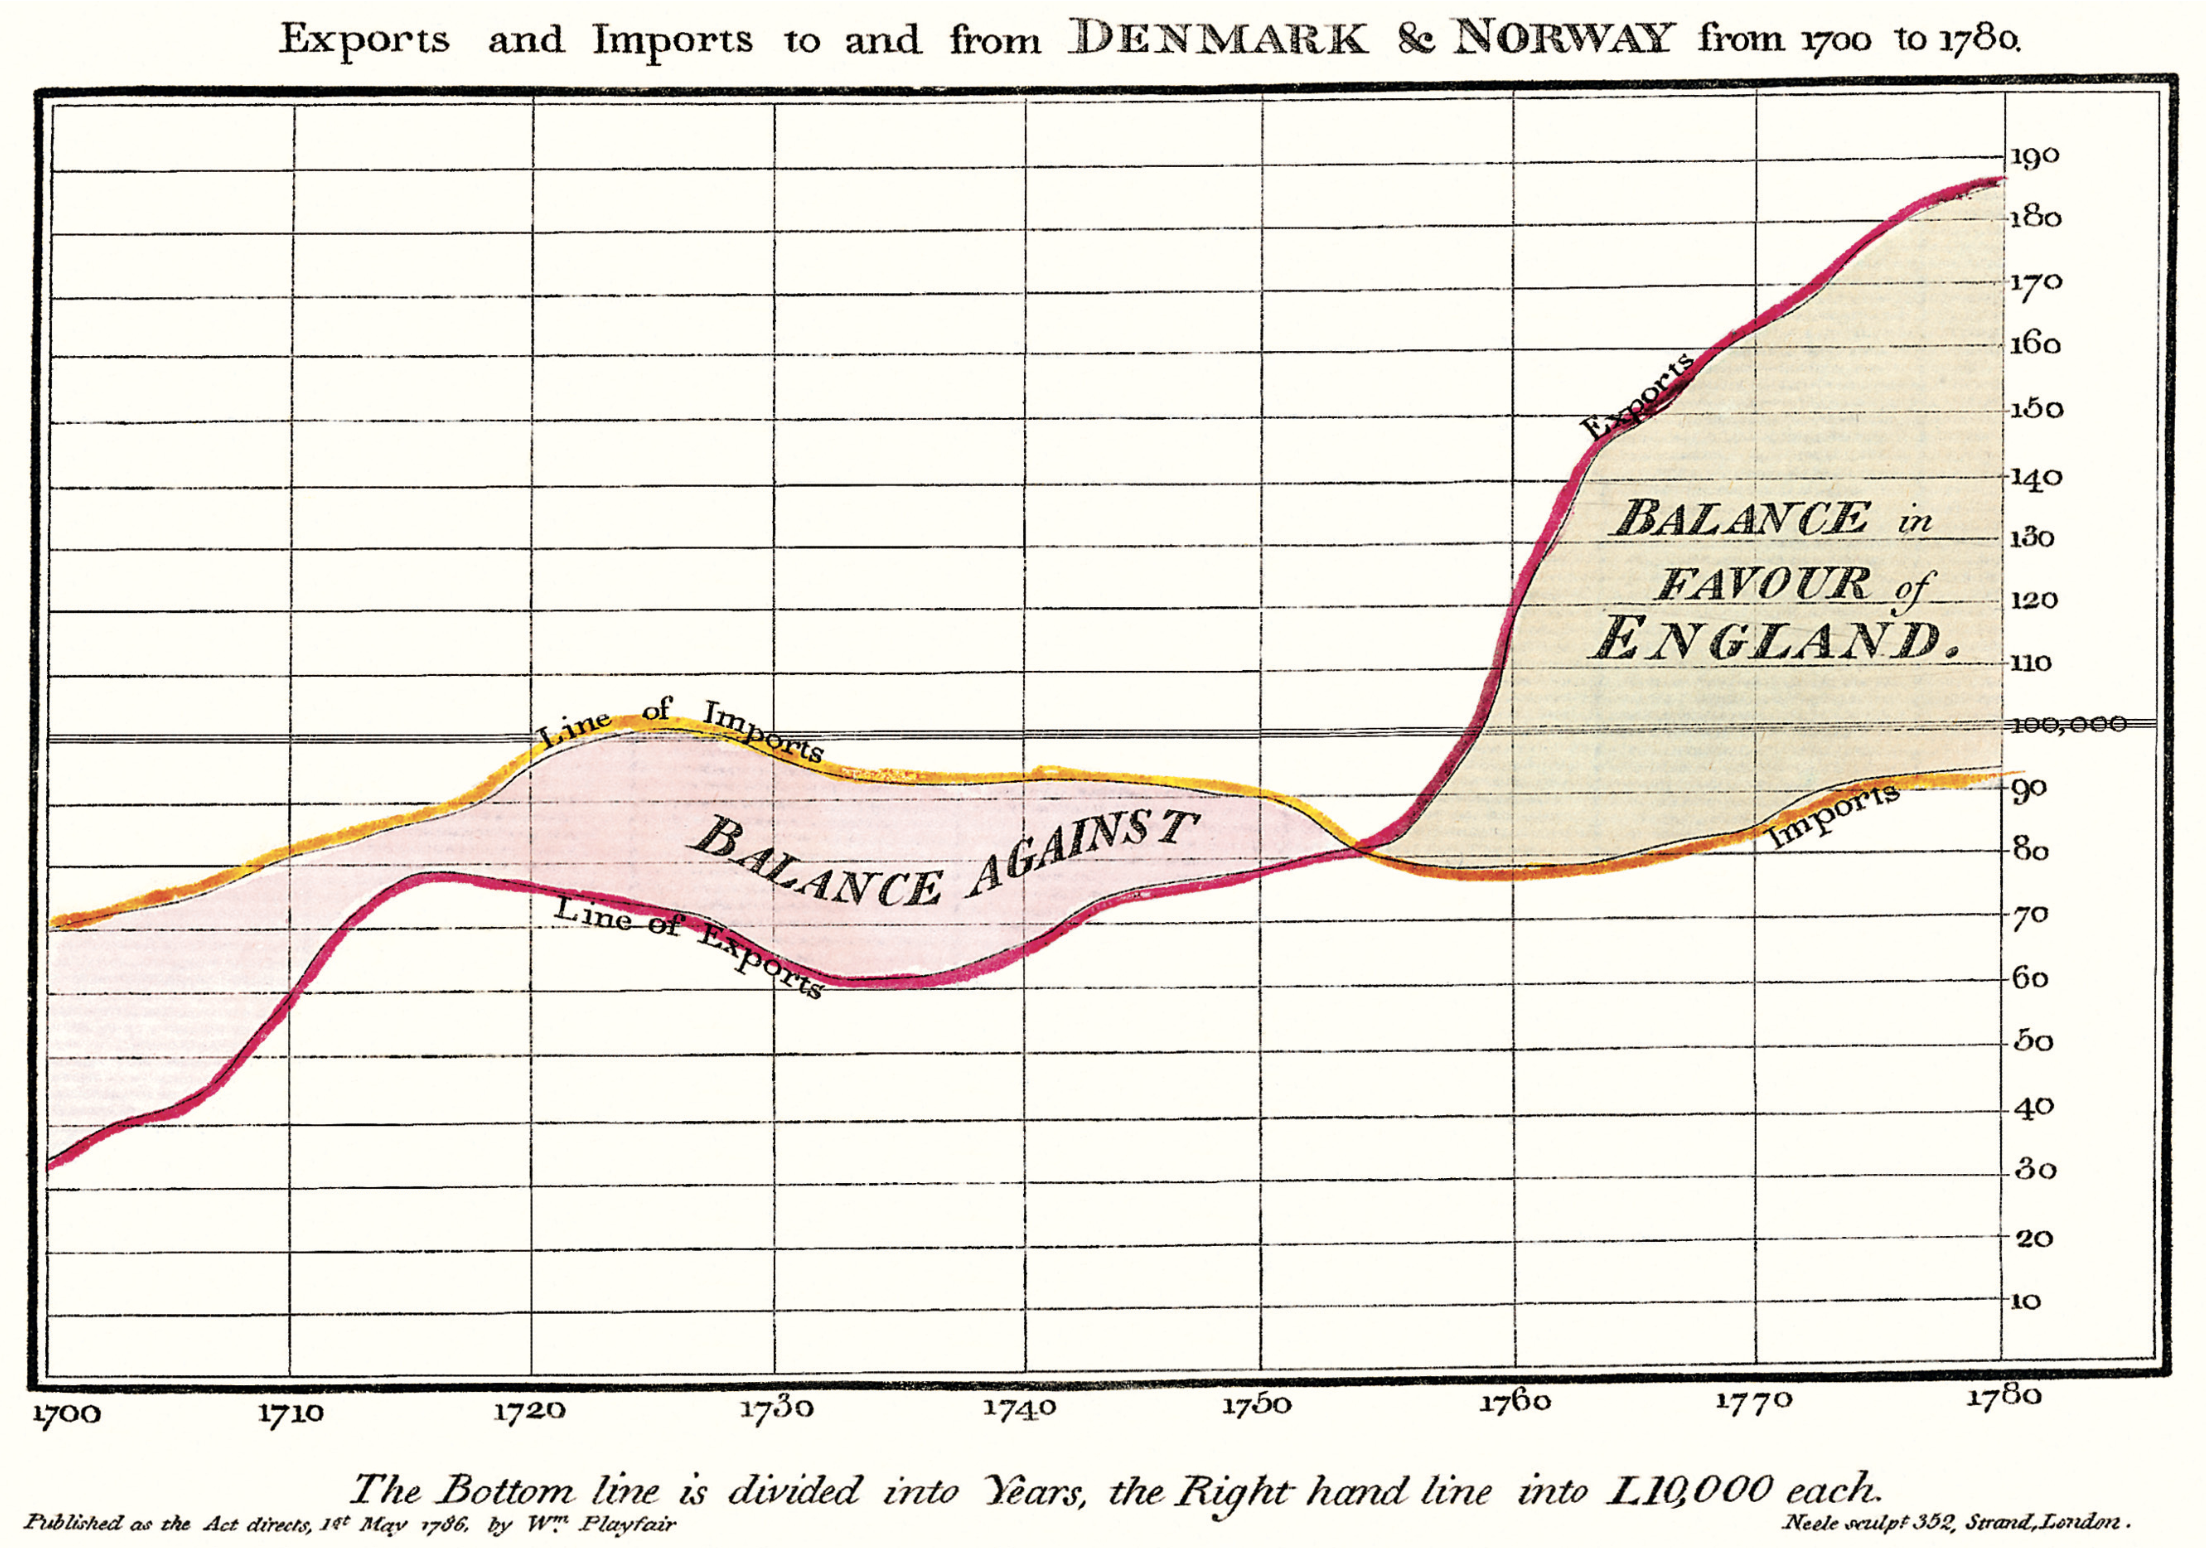 Exports and Imports to and from DENMARK & NORWAY from 1700 to 1780.
190
180
170
160
150
140
130
120
110
100,000
90
80
70
60
50
40
30
20
10
Exports
BALANCE in
FAVOUR of
ENGLAND.
Line of Imports
Imports
BALANCE AGAINST
Line of Exports
1700 1710 1720 1730 1740 1750 1760 1770 1780
The Bottom line is divided into Years, the Right hand line into L10,000 each.
Published as the Act directs, 1st May 1786, by Wm. Playfair
Neele sculpt 352, Strand, London.